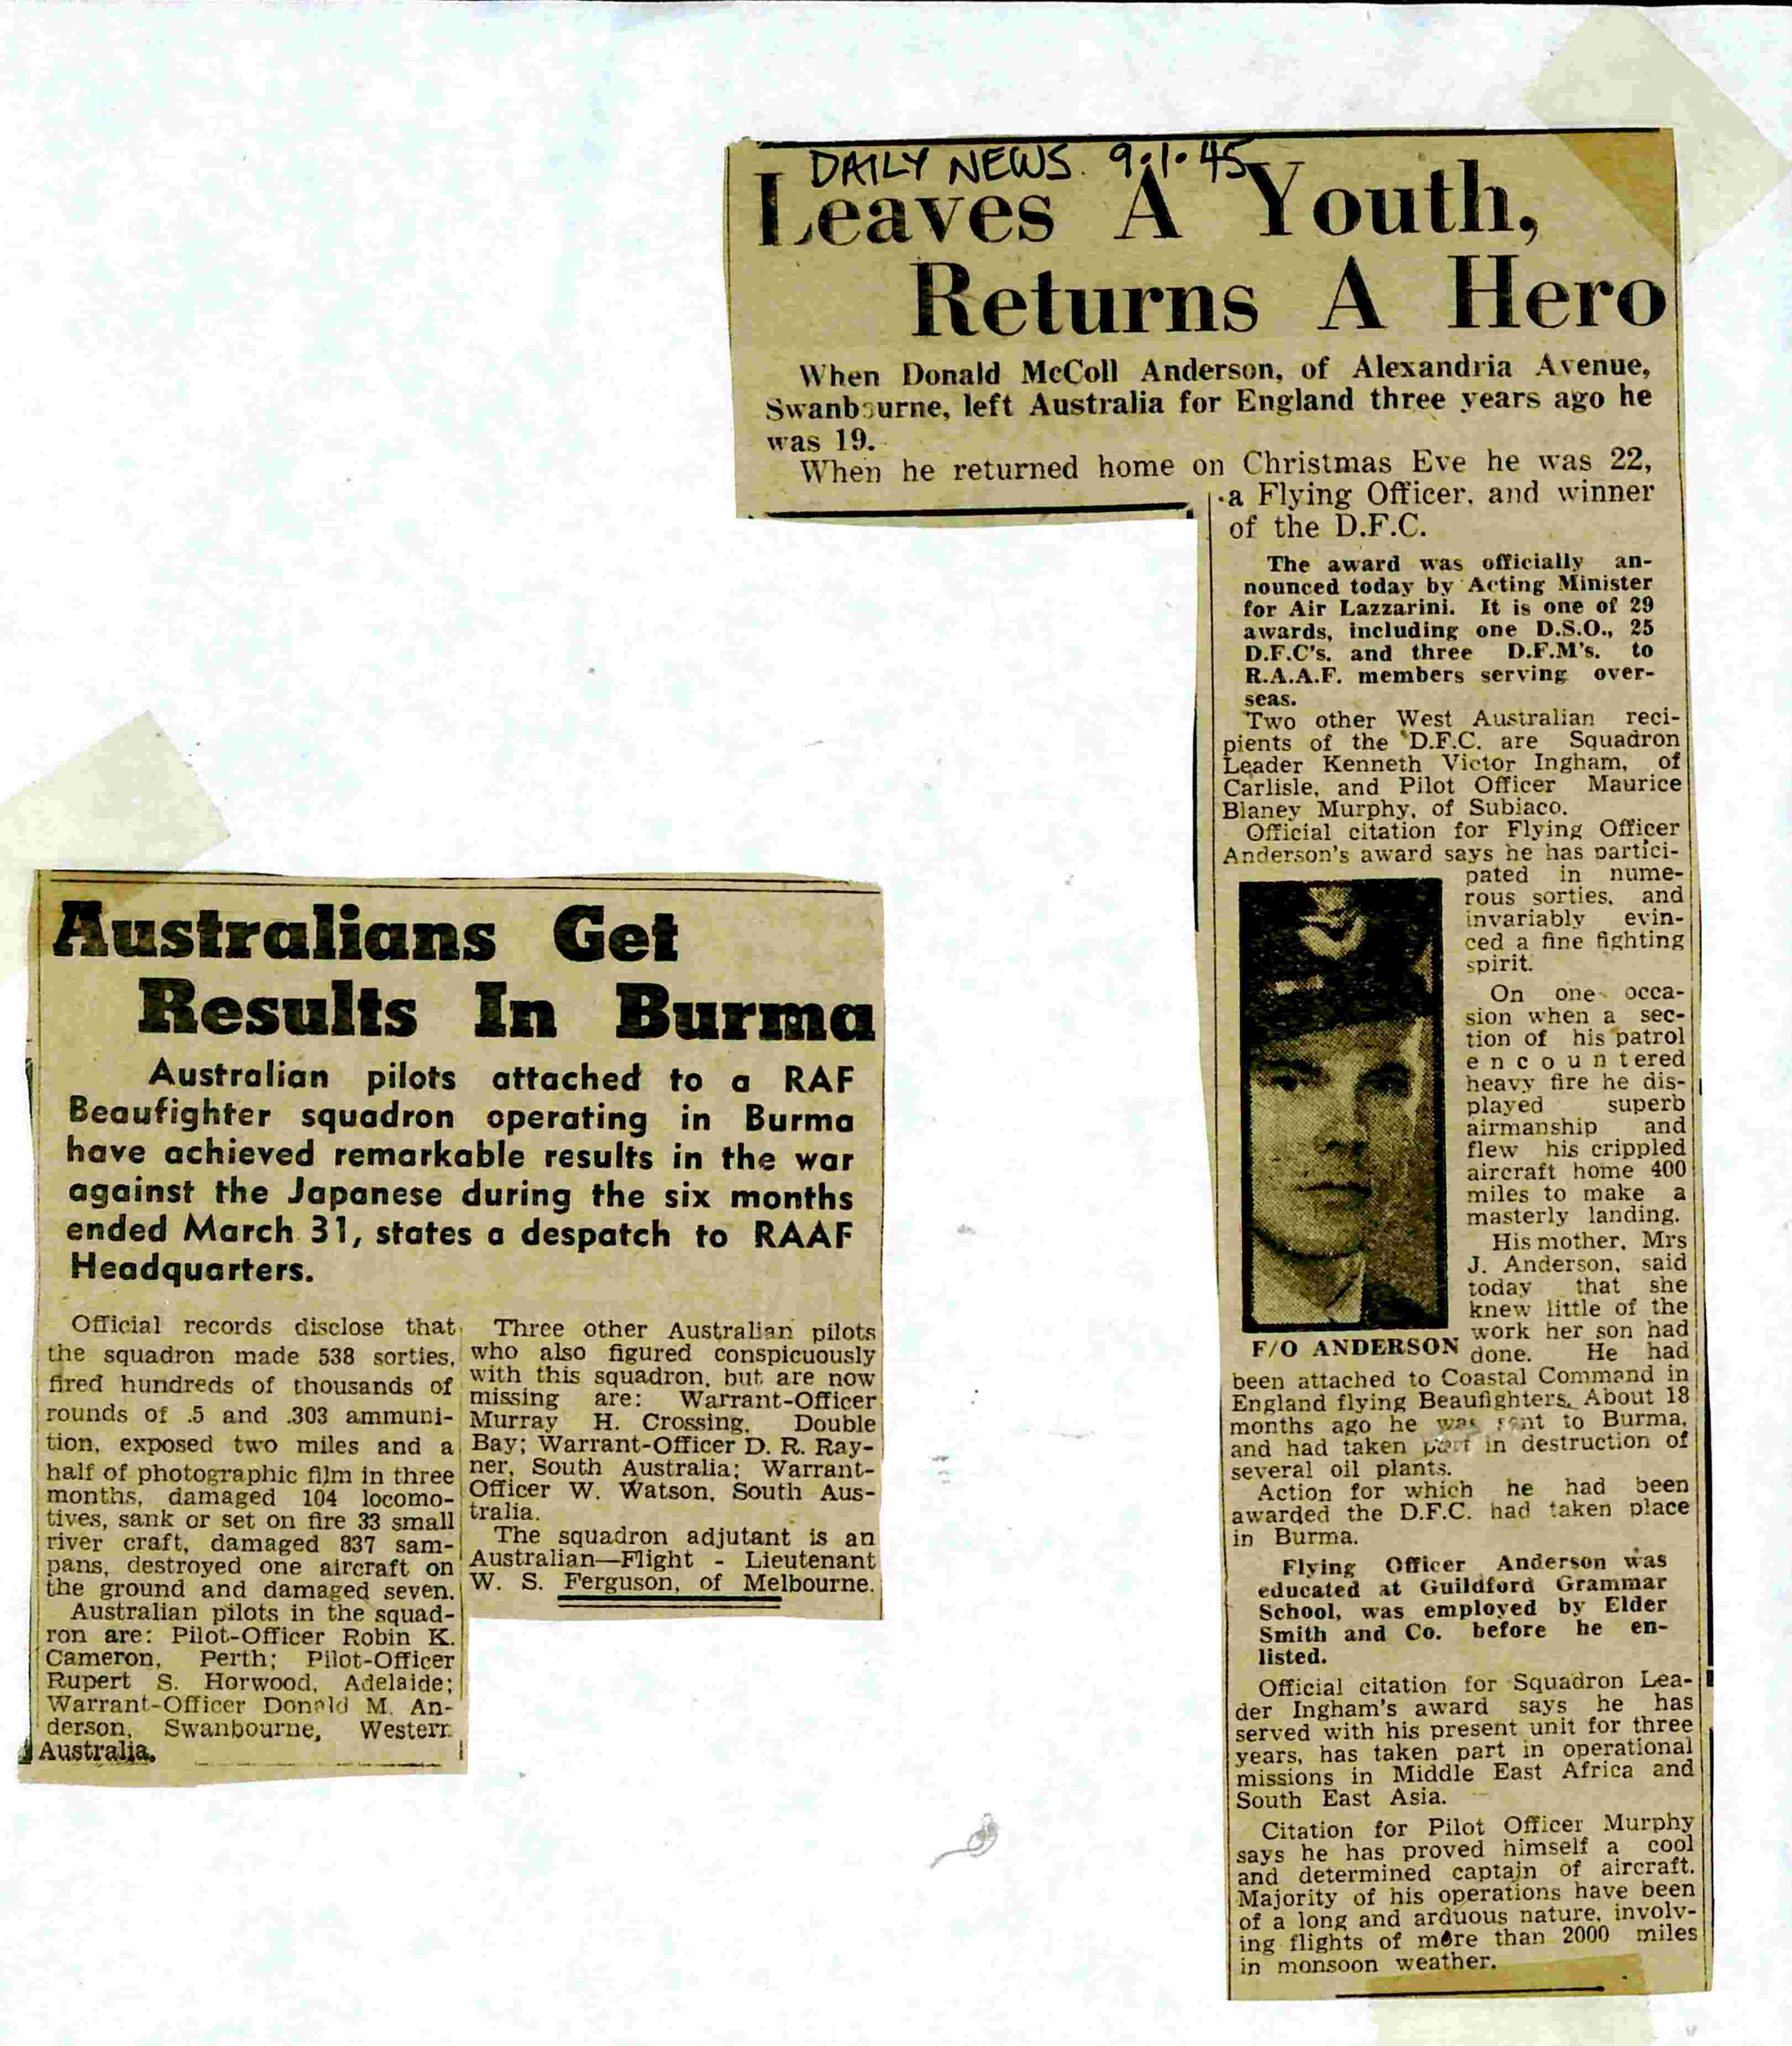 DAILY NEWS. 9.1.45
Leaves A Youth,
Returns A Hero
When Donald McColl Anderson, of Alexandria Avenue,
Swanbourne, left Australia for England three years ago he
was 19.
When he returned home on Christmas Eve he was 22,
a Flying Officer, and winner
of the D.F.C.
The award was officially an-
nounced today by Acting Minister
for Air Lazzarini. It is one of 29
awards, including one D.S.O., 25
D.F.C's. and three D.F.M's. to
R.A.A.F. members serving over-
seas.
Two other West Australian reci-
pients of the D.F.C. are Squadron
Leader Kenneth Victor Ingham, of
Carlisle, and Pilot Officer Maurice
Blaney Murphy, of Subiaco.
Official citation for Flying Officer
Anderson's award says he has partici-
pated in nume-
rous sorties, and
invariably evin-
ced a fine fighting
spirit.
On one occa-
sion when a sec-
tion of his patrol
encountered
heavy fire he dis-
played superb
airmanship and
flew his crippled
aircraft home 400
miles to make a
masterly landing.
His mother, Mrs
J. Anderson, said
today that she
knew little of the
work her son had
done. He had
F/O ANDERSON
been attached to Coastal Command in
England flying Beaufighters. About 18
months ago he was sent to Burma,
and had taken part in destruction of
several oil plants.
Action for which he had been
awarded the D.F.C. had taken place
in Burma.
Flying Officer Anderson was
educated at Guildford Grammar
School, was employed by Elder
Smith and Co. before he en-
listed.
Official citation for Squadron Lea-
der Ingham's award says he has
served with his present unit for three
years, has taken part in operational
missions in Middle East Africa and
South East Asia.
Citation for Pilot Officer Murphy
says he has proved himself a cool
and determined captain of aircraft.
Majority of his operations have been
of a long and arduous nature, involv-
ing flights of more than 2000 miles
in monsoon weather.
Australians Get
Results In Burma
Australian pilots attached to a RAF
Beaufighter squadron operating in Burma
have achieved remarkable results in the war
against the Japanese during the six months
ended March 31, states a despatch to RAAF
Headquarters.
Official records disclose that
the squadron made 538 sorties,
fired hundreds of thousands of
rounds of .5 and .303 ammuni-
tion, exposed two miles and a
half of photographic film in three
months, damaged 104 locomo-
tives, sank or set on fire 33 small
river craft, damaged 837 sam-
pans, destroyed one aircraft on
the ground and damaged seven.
Australian pilots in the squad-
ron are: Pilot-Officer Robin K.
Cameron, Perth; Pilot-Officer
Rupert S. Horwood, Adelaide;
Warrant-Officer Donald M. An-
derson, Swanbourne, Western
Australia.
Three other Australian pilots
who also figured conspicuously
with this squadron, but are now
missing are: Warrant-Officer
Murray H. Crossing, Double
Bay; Warrant-Officer D. R. Ray-
ner, South Australia; Warrant-
Officer W. Watson, South Aus-
tralia.
The squadron adjutant is an
Australian—Flight - Lieutenant
W. S. Ferguson, of Melbourne.